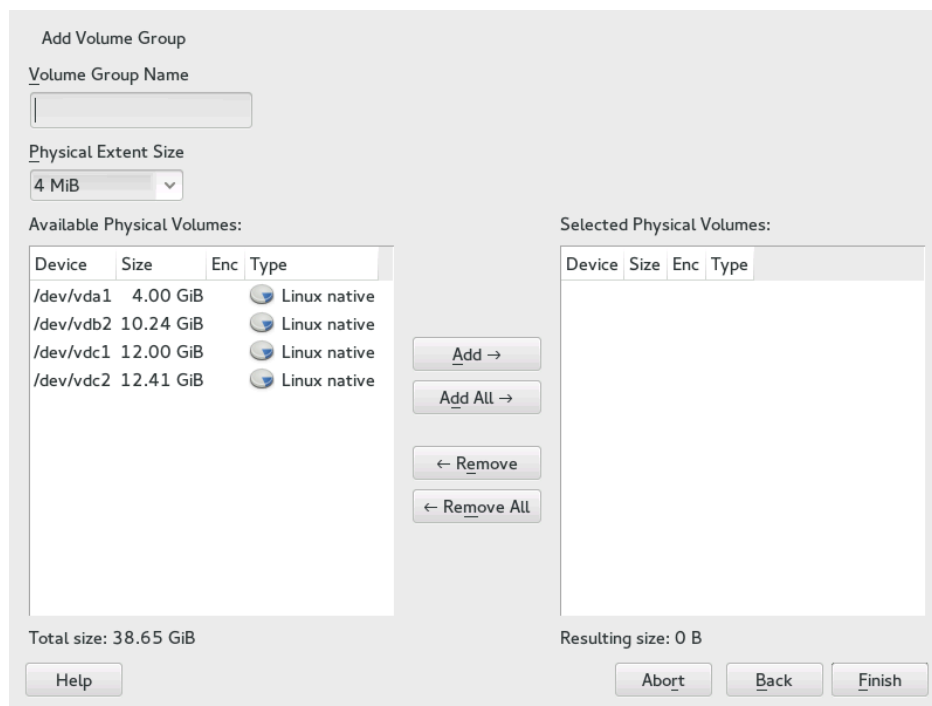 Add Volume Group
Volume Group Name
Physical Extent Size
4 MiB
Available Physical Volumes:
Device Size Enc Type
/dev/vda1 4.00 GiB Linux native
/dev/vdb2 10.24 GiB Linux native
/dev/vdc1 12.00 GiB Linux native
/dev/vdc2 12.41 GiB Linux native
Total size: 38.65 GiB
Add →
Add All →
← Remove
← Remove All
Selected Physical Volumes:
Device Size Enc Type
Resulting size: 0 B
Help
Abort
Back
Finish